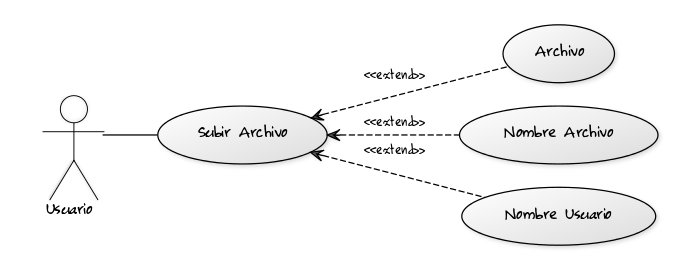 Archivo
<<extend>>
Subir Archivo
<<extend>>
Nombre Archivo
<<extend>>
Nombre Usuario
Usuario